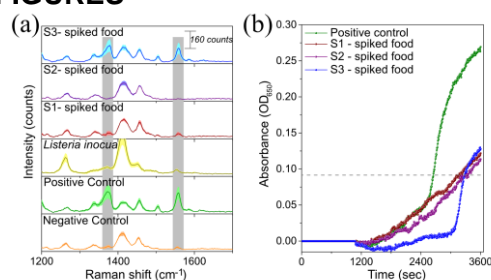 FIGURES
(a)
160 counts
S3- spiked food
S2- spiked food
S1- spiked food
Listeria inocua
Positive Control
Negative Control
Intensity (counts)
1200 1400 1600
Raman shift (cm-1)
(b)
Positive control
S1 - spiked food
S2 - spiked food
S3 - spiked food
Absorbance (OD650)
0.30
0.25
0.20
0.15
0.10
0.05
0.00
0 1200 2400 3600
Time (sec)